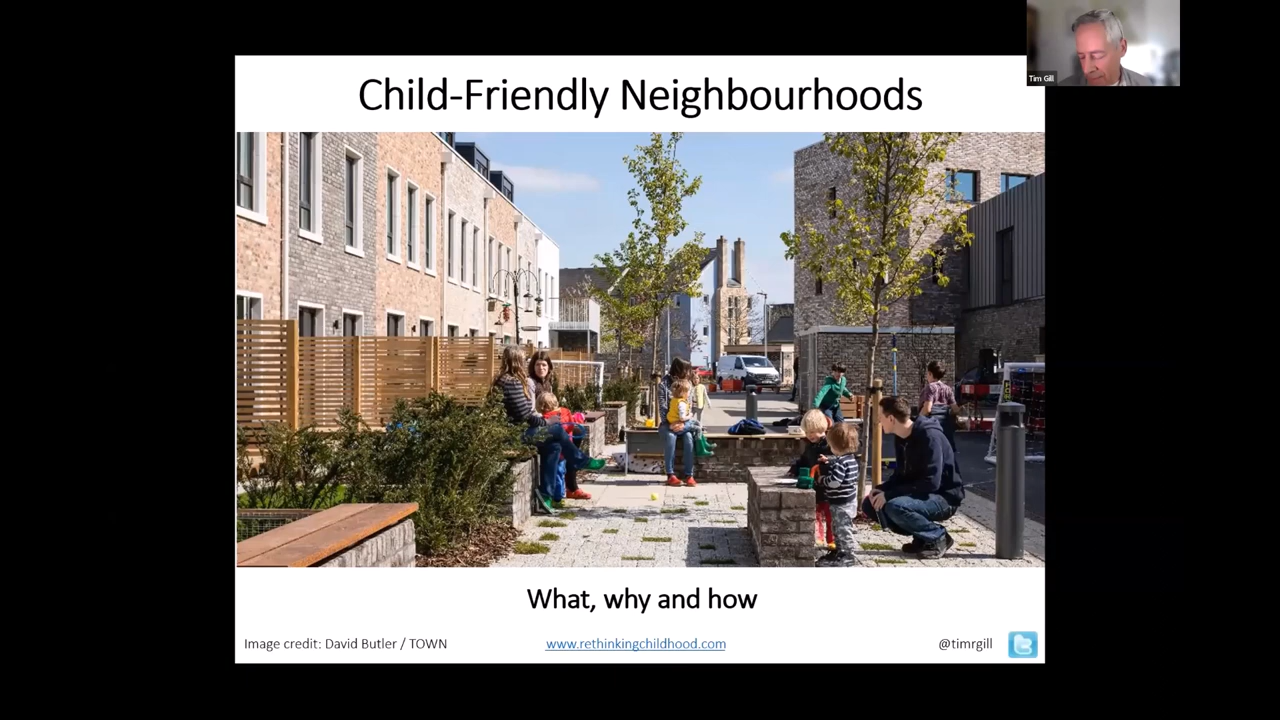 Tim Gill
Child-Friendly Neighbourhoods
What, why and how
Image credit: David Butler / TOWN
www.rethinkingchildhood.com
@timrgill